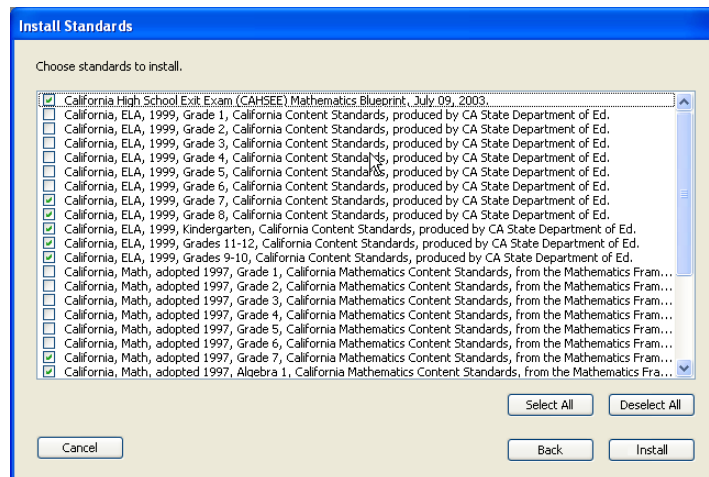 Install Standards
Choose standards to install.
California High School Exit Exam (CAHSEE) Mathematics Blueprint, July 09, 2003.
California, ELA, 1999, Grade 1, California Content Standards, produced by CA State Department of Ed.
California, ELA, 1999, Grade 2, California Content Standards, produced by CA State Department of Ed.
California, ELA, 1999, Grade 3, California Content Standards, produced by CA State Department of Ed.
California, ELA, 1999, Grade 4, California Content Standards, produced by CA State Department of Ed.
California, ELA, 1999, Grade 5, California Content Standards, produced by CA State Department of Ed.
California, ELA, 1999, Grade 6, California Content Standards, produced by CA State Department of Ed.
California, ELA, 1999, Grade 7, California Content Standards, produced by CA State Department of Ed.
California, ELA, 1999, Grade 8, California Content Standards, produced by CA State Department of Ed.
California, ELA, 1999, Kindergarten, California Content Standards, produced by CA State Department of Ed.
California, ELA, 1999, Grades 11-12, California Content Standards, produced by CA State Department of Ed.
California, ELA, 1999, Grades 9-10, California Content Standards, produced by CA State Department of Ed.
California, Math, adopted 1997, Grade 1, California Mathematics Content Standards, from the Mathematics Fram...
California, Math, adopted 1997, Grade 2, California Mathematics Content Standards, from the Mathematics Fram...
California, Math, adopted 1997, Grade 3, California Mathematics Content Standards, from the Mathematics Fram...
California, Math, adopted 1997, Grade 4, California Mathematics Content Standards, from the Mathematics Fram...
California, Math, adopted 1997, Grade 5, California Mathematics Content Standards, from the Mathematics Fram...
California, Math, adopted 1997, Grade 6, California Mathematics Content Standards, from the Mathematics Fram...
California, Math, adopted 1997, Grade 7, California Mathematics Content Standards, from the Mathematics Fram...
California, Math, adopted 1997, Algebra 1, California Mathematics Content Standards, from the Mathematics Fra...
Select All Deselect All
Cancel Back Install